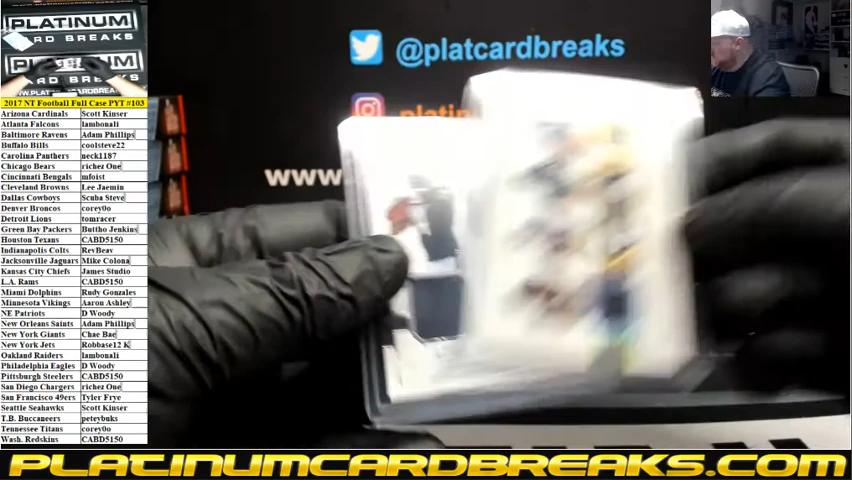 PLATINUM
ARD BREAKS
PLATINUM
CARD BREAKS
@platcardbreaks
platin
www
2017 NT Football Full Case PYT #103
Arizona Cardinals Scott Kinser
Atlanta Falcons lambonali
Baltimore Ravens Adam Phillips
Buffalo Bills coolsteve22
Carolina Panthers neck1187
Chicago Bears richez One
Cincinnati Bengals mfoist
Cleveland Browns Lee Jaemin
Dallas Cowboys Scuba Steve
Denver Broncos corey0o
Detroit Lions tomracer
Green Bay Packers Buttho Jenkins
Houston Texans CABD5150
Indianapolis Colts RevBeav
Jacksonville Jaguars Mike Colona
Kansas City Chiefs James Studio
L.A. Rams CABD5150
Miami Dolphins Rudy Gonzales
Minnesota Vikings Aaron Ashley
NE Patriots D Woody
New Orleans Saints Adam Phillips
New York Giants Chae Bae
New York Jets Robbase12 K
Oakland Raiders lambonali
Philadelphia Eagles D Woody
Pittsburgh Steelers CABD5150
San Diego Chargers richez One
San Francisco 49ers Tyler Frye
Seattle Seahawks Scott Kinser
T.B. Buccaneers peteybuks
Tennessee Titans corey0o
Wash. Redskins CABD5150
PLATINUMCARDBREAKS.COM